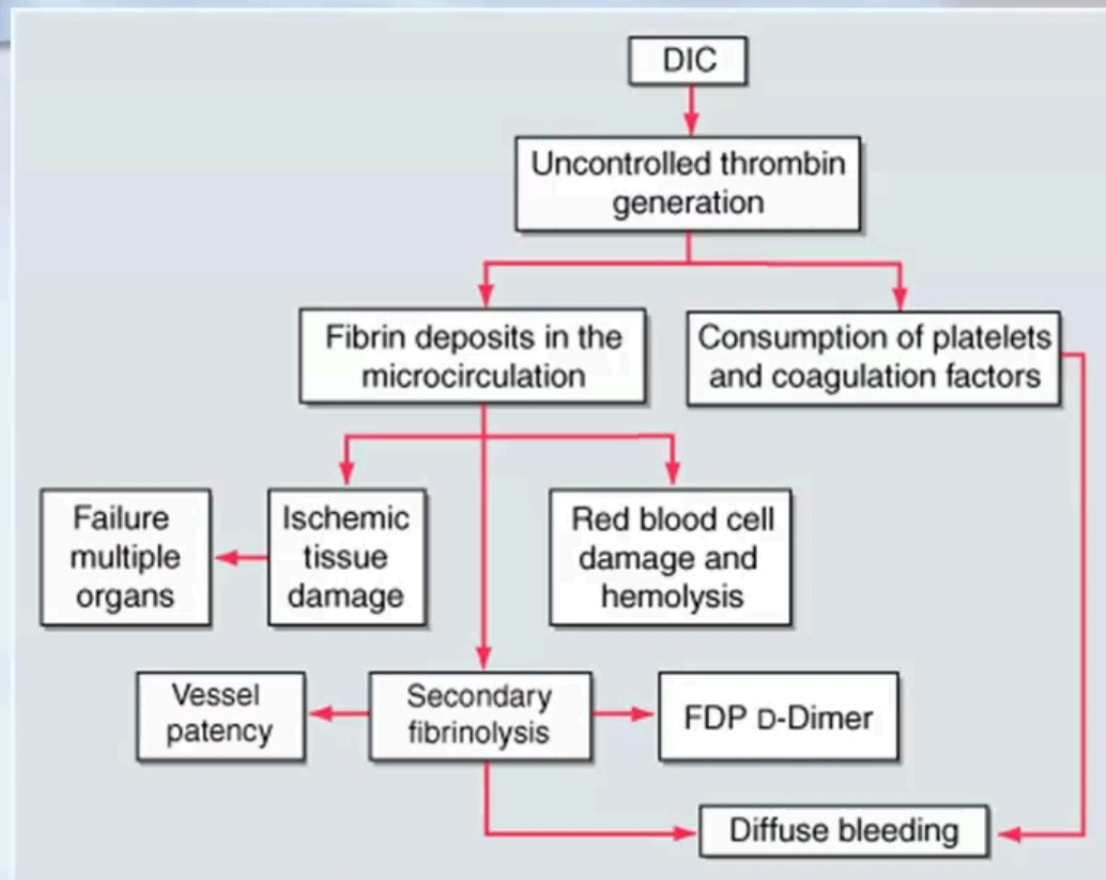 DIC
Uncontrolled thrombin
generation
Fibrin deposits in the
microcirculation
Consumption of platelets
and coagulation factors
Failure
multiple
organs
Ischemic
tissue
damage
Red blood cell
damage and
hemolysis
Vessel
patency
Secondary
fibrinolysis
FDP D-Dimer
Diffuse bleeding